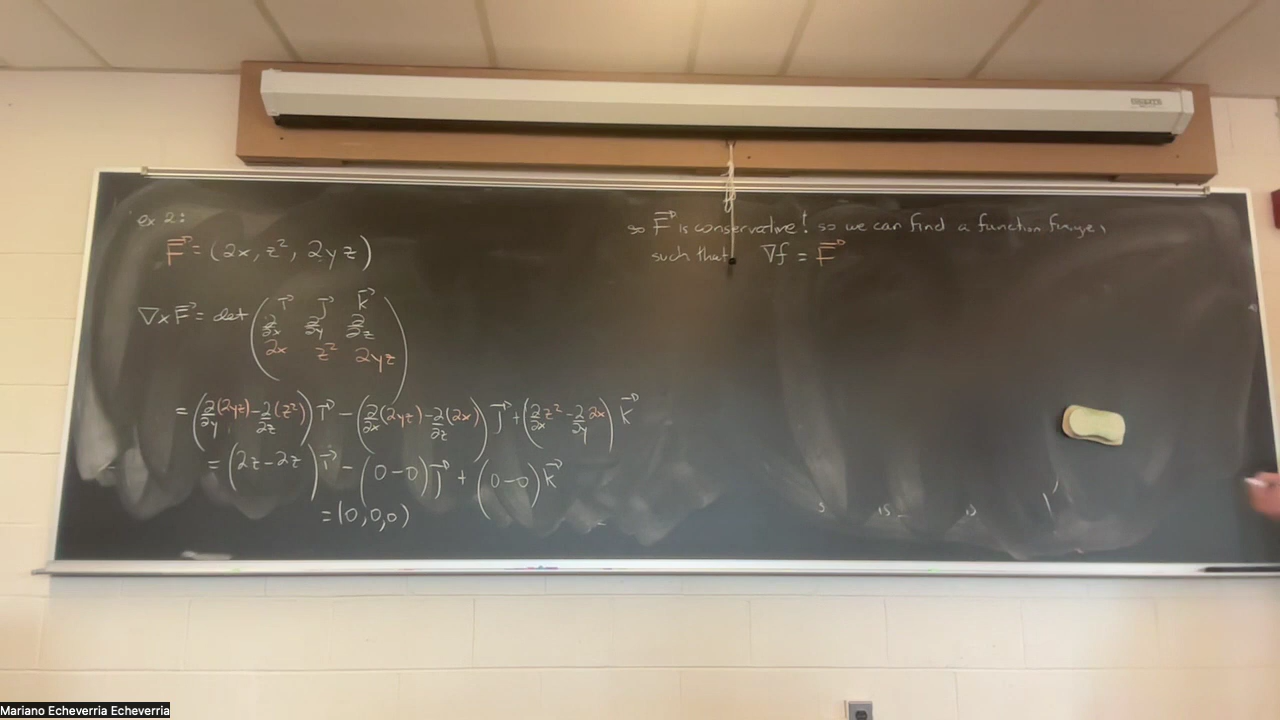 ex 2:
F⃗ = (2x, z², 2yz)
∇×F⃗ = det ( i⃗ j⃗ k⃗
∂/∂x ∂/∂y ∂/∂z
2x z² 2yz )
= (∂/∂y (2yz) - ∂/∂z (z²)) i⃗ - (∂/∂x (2yz) - ∂/∂z (2x)) j⃗ + (∂/∂x z² - ∂/∂y 2x) k⃗
= (2z-2z) i⃗ - (0-0) j⃗ + (0-0) k⃗
= (0,0,0)
so F⃗ is conservative! so we can find a function
such that ∇f = F⃗
Mariano Echeverria Echeverria